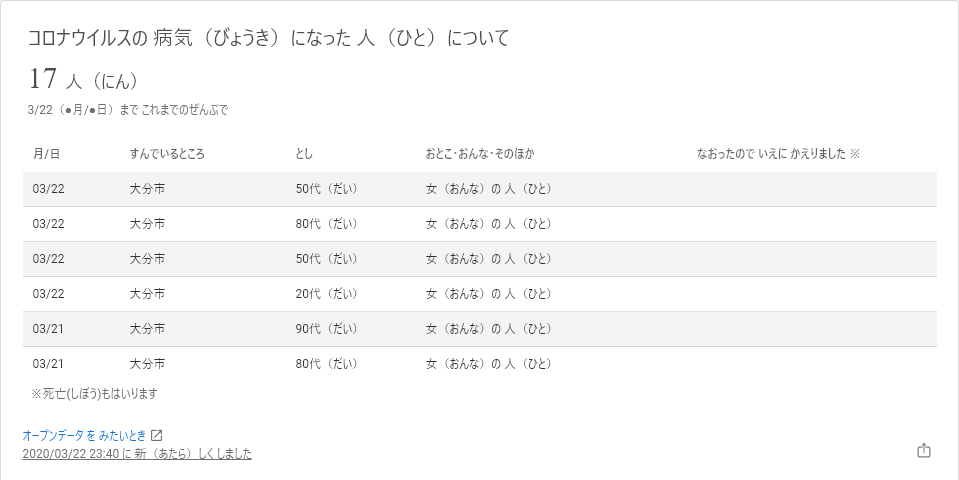 コロナウイルスの 病気（びょうき）になった 人（ひと）について
17 人（にん）
3/22（●月/●日）まで これまでのぜんぶで
月/日 すんでいるところ とし おとこ･おんな･そのほか なおったので いえに かえりました ※
03/22 大分市 50代（だい） 女（おんな）の 人（ひと）
03/22 大分市 80代（だい） 女（おんな）の 人（ひと）
03/22 大分市 50代（だい） 女（おんな）の 人（ひと）
03/22 大分市 20代（だい） 女（おんな）の 人（ひと）
03/21 大分市 90代（だい） 女（おんな）の 人（ひと）
03/21 大分市 80代（だい） 女（おんな）の 人（ひと）
※死亡(しぼう)もはいります
オープンデータ を みたいとき
2020/03/22 23:40 に 新（あたら）しく しました